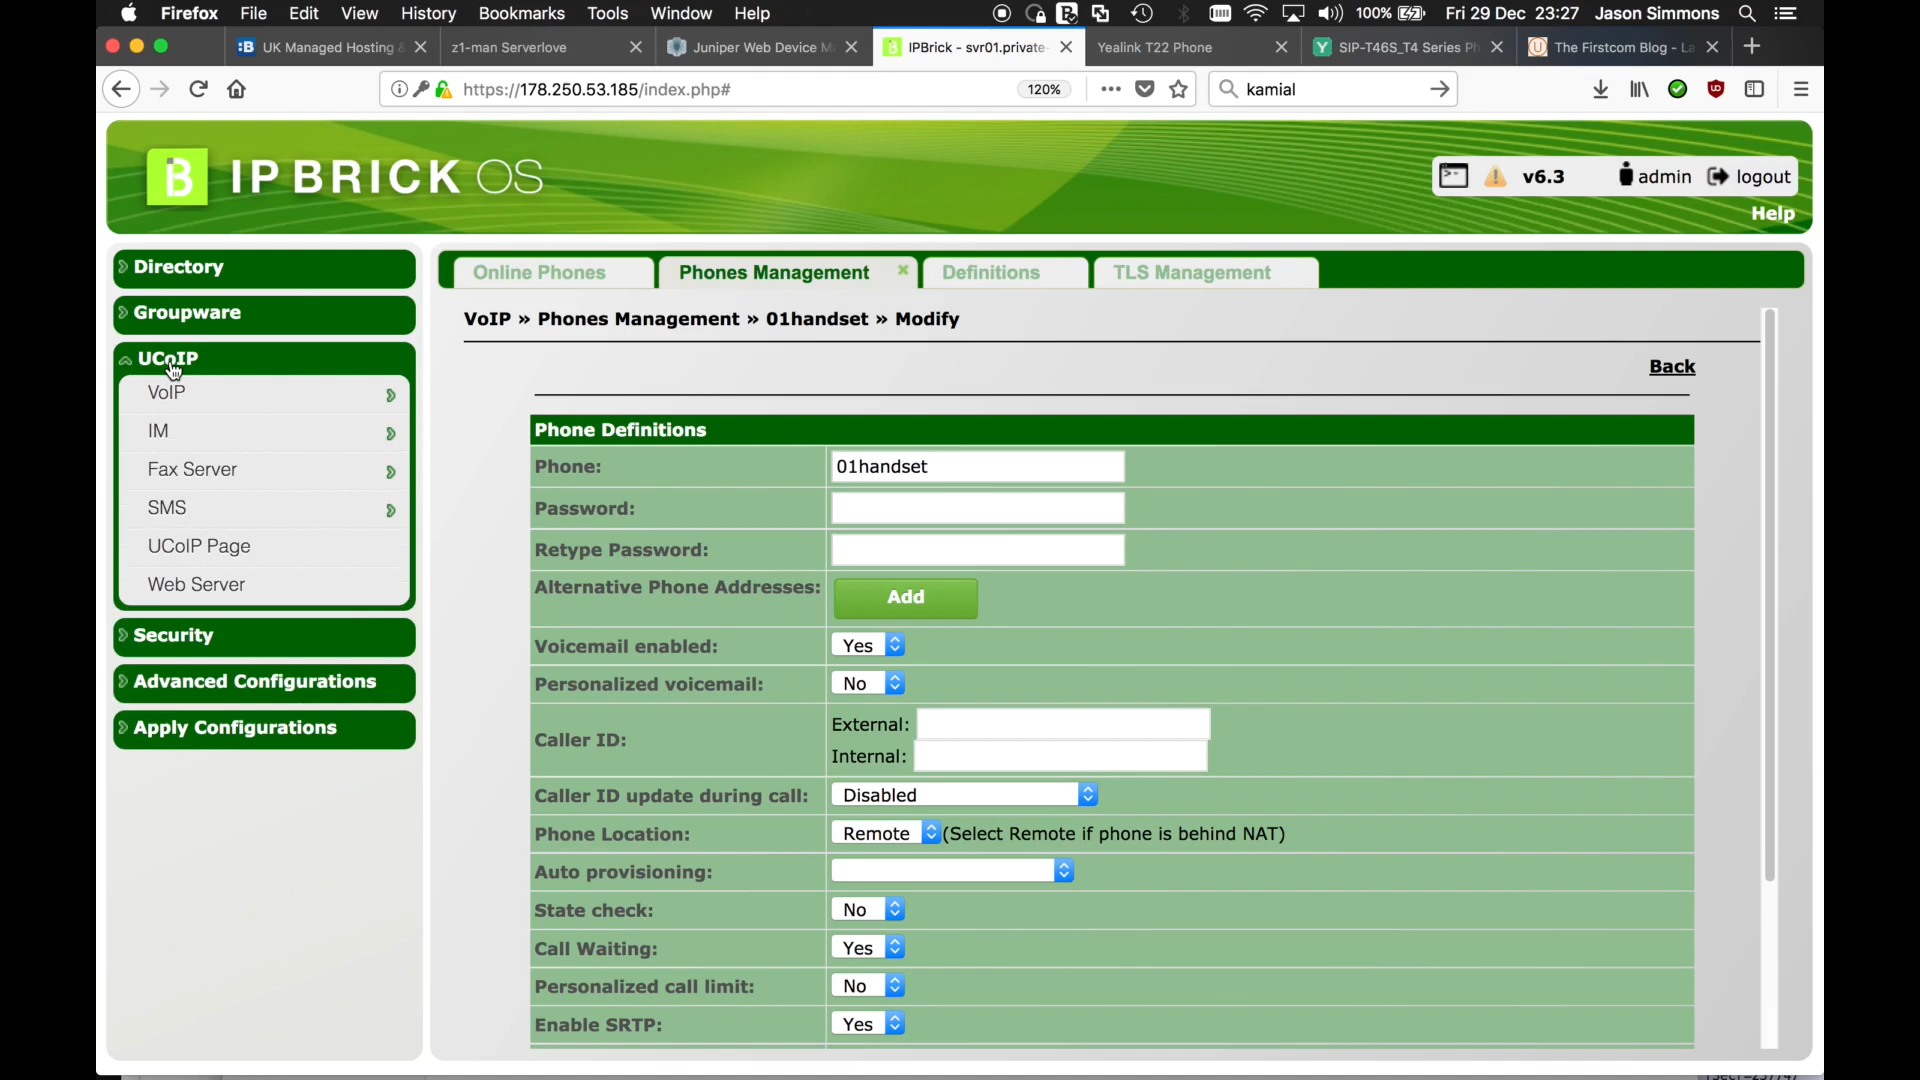 Firefox File Edit View History Bookmarks Tools Window Help 100% Fri 29 Dec 23:27 Jason Simmons
:B UK Managed Hosting & z1-man Serverlove Juniper Web Device M IPBrick - svr01.private- Yealink T22 Phone Y SIP-T46S_T4 Series Ph The Firstcom Blog - La
https://178.250.53.185/index.php# 120% kamial
IPBRICK OS
v6.3 admin logout
Help
Directory
Groupware
UCoIP
VoIP
IM
Fax Server
SMS
UCoIP Page
Web Server
Security
Advanced Configurations
Apply Configurations
Online Phones Phones Management Definitions TLS Management
VoIP » Phones Management » 01handset » Modify
Back
Phone Definitions
Phone: 01handset
Password:
Retype Password:
Alternative Phone Addresses: Add
Voicemail enabled: Yes
Personalized voicemail: No
Caller ID: External:
Internal:
Caller ID update during call: Disabled
Phone Location: Remote (Select Remote if phone is behind NAT)
Auto provisioning:
State check: No
Call Waiting: Yes
Personalized call limit: No
Enable SRTP: Yes